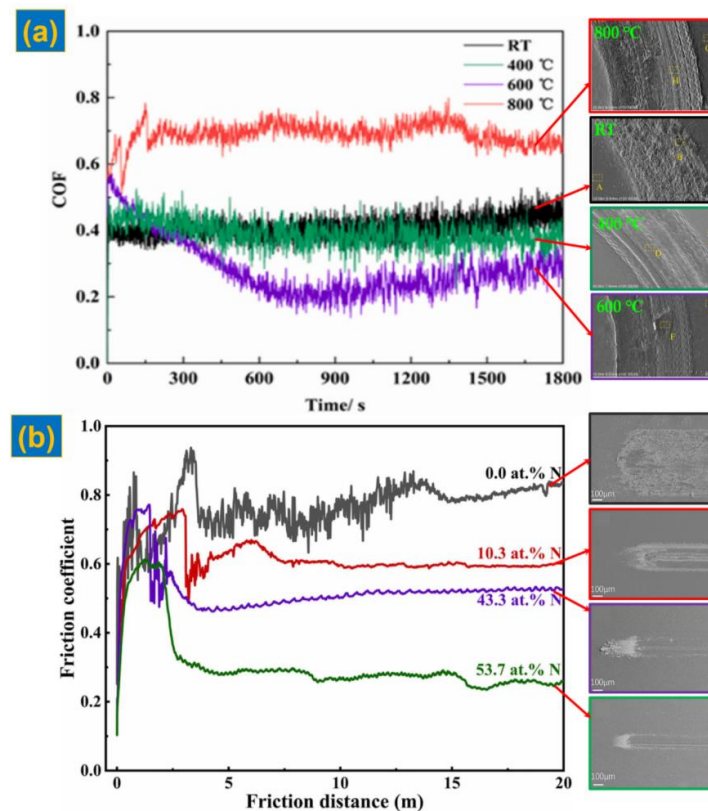 (a)
COF
1.0
0.8
0.6
0.4
0.2
0.0
RT
400 ℃
600 ℃
800 ℃
0
300
600
900
1200
1500
1800
Time/ s
800 °C
H
RT
A
400 °C
600 °C
F
(b)
Friction coefficient
1.0
0.8
0.6
0.4
0.2
0.0
0.0 at.% N
10.3 at.% N
43.3 at.% N
53.7 at.% N
0
5
10
15
20
Friction distance (m)
100μm
100μm
100μm
100μm